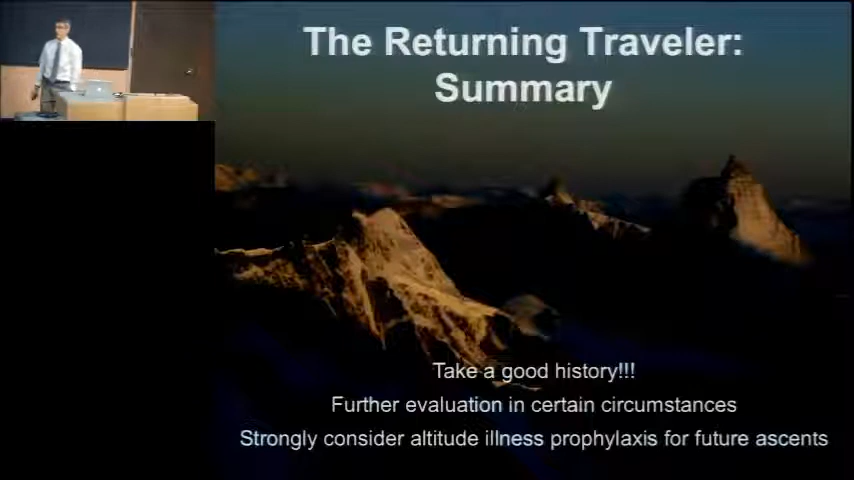 The Returning Traveler:
Summary
Take a good history!!!
Further evaluation in certain circumstances
Strongly consider altitude illness prophylaxis for future ascents